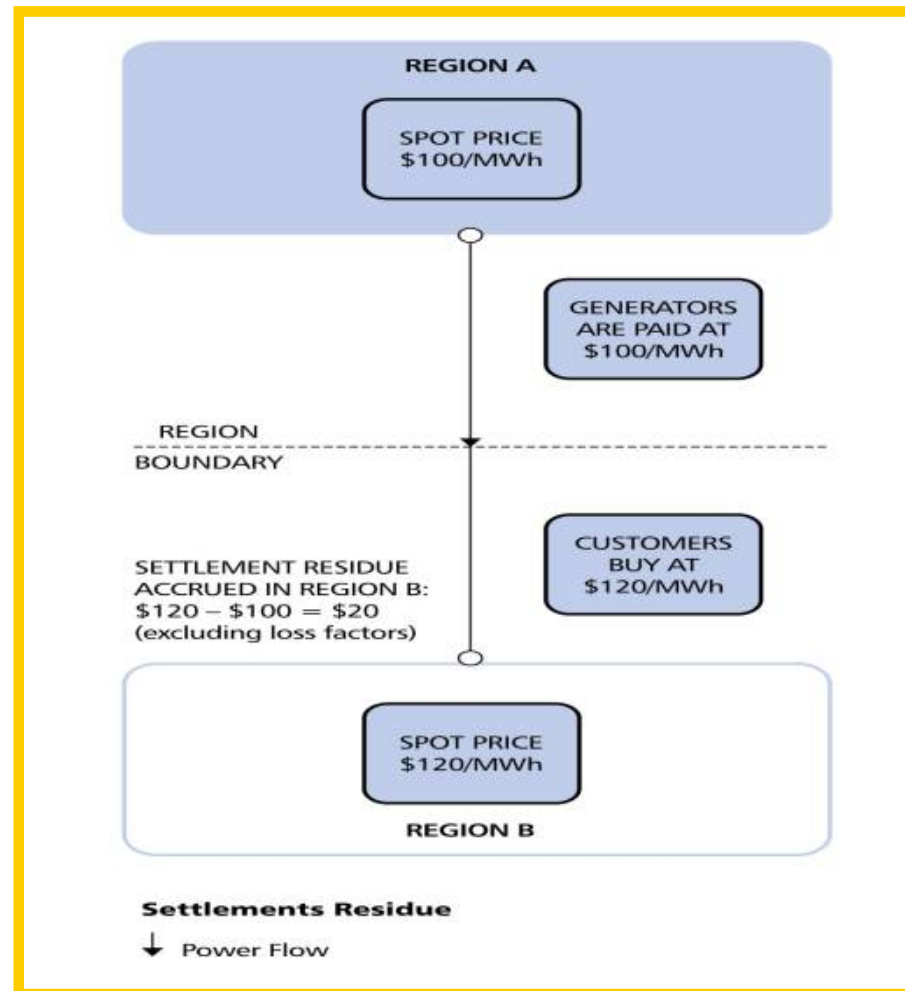 REGION A
SPOT PRICE
$100/MWh
GENERATORS
ARE PAID AT
$100/MWh
REGION
BOUNDARY
CUSTOMERS
BUY AT
$120/MWh
SETTLEMENT RESIDUE
ACCRUED IN REGION B:
$120 – $100 = $20
(excluding loss factors)
SPOT PRICE
$120/MWh
REGION B
Settlements Residue
Power Flow